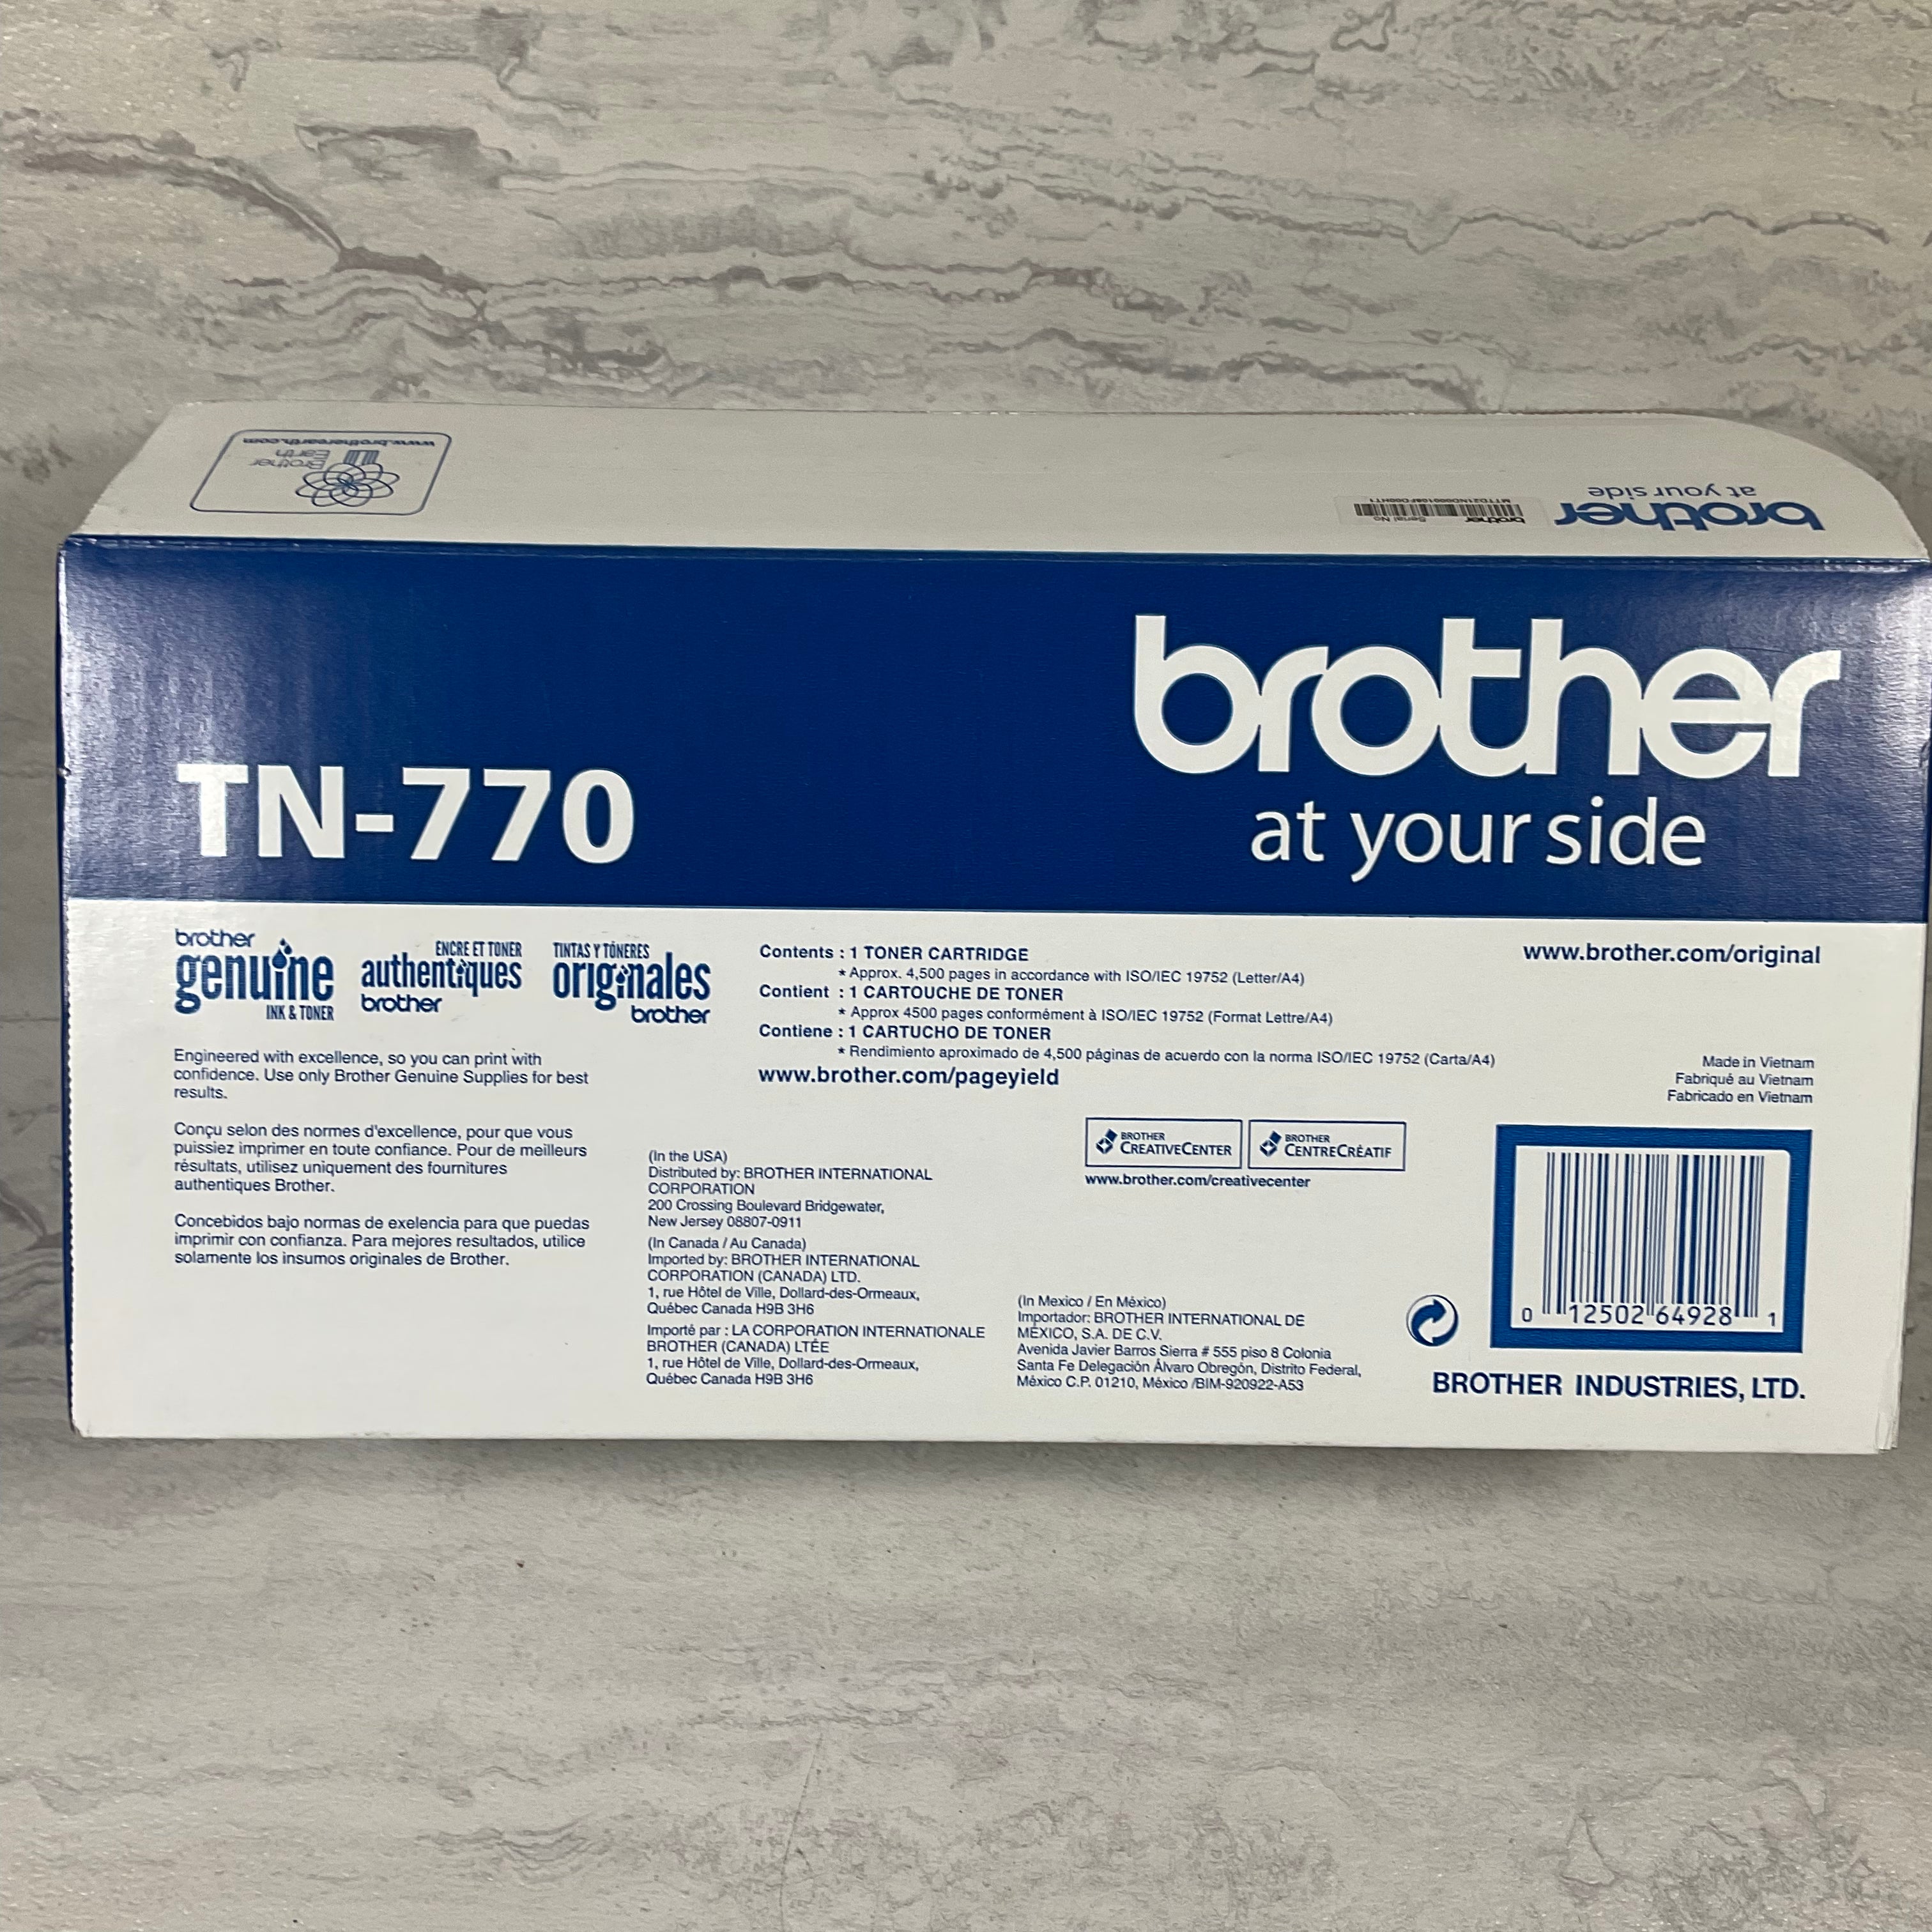 www.brotherearth.com
Brother
Earth
brother
at your side
brother
Serial No.
brother
at your side
TN-770
brother
genuine
INK & TONER
ENCRE ET TONER
authentiques
brother
TINTAS Y TÓNERES
originales
brother
Engineered with excellence, so you can print with
confidence. Use only Brother Genuine Supplies for best
results.
Conçu selon des normes d'excellence, pour que vous
puissiez imprimer en toute confiance. Pour de meilleurs
résultats, utilisez uniquement des fournitures
authentiques Brother.
Concebidos bajo normas de exelencia para que puedas
imprimir con confianza. Para mejores resultados, utilice
solamente los insumos originales de Brother.
Contents : 1 TONER CARTRIDGE
* Approx. 4,500 pages in accordance with ISO/IEC 19752 (Letter/A4)
Contient : 1 CARTOUCHE DE TONER
* Approx 4500 pages conformément à ISO/IEC 19752 (Format Lettre/A4)
Contiene : 1 CARTUCHO DE TONER
* Rendimiento aproximado de 4,500 páginas de acuerdo con la norma ISO/IEC 19752 (Carta/A4)
www.brother.com/pageyield
www.brother.com/original
Made in Vietnam
Fabriqué au Vietnam
Fabricado en Vietnam
(In the USA)
Distributed by: BROTHER INTERNATIONAL
CORPORATION
200 Crossing Boulevard Bridgewater,
New Jersey 08807-0911
(In Canada / Au Canada)
Imported by: BROTHER INTERNATIONAL
CORPORATION (CANADA) LTD.
1, rue Hôtel de Ville, Dollard-des-Ormeaux,
Québec Canada H9B 3H6
Importé par : LA CORPORATION INTERNATIONALE
BROTHER (CANADA) LTÉE
1, rue Hôtel de Ville, Dollard-des-Ormeaux,
Québec Canada H9B 3H6
BROTHER
CREATIVECENTER
BROTHER
CENTRECRÉATIF
www.brother.com/creativecenter
(In Mexico / En México)
Importador: BROTHER INTERNATIONAL DE
MÉXICO, S.A. DE C.V.
Avenida Javier Barros Sierra # 555 piso 8 Colonia
Santa Fe Delegación Álvaro Obregón, Distrito Federal,
México C.P. 01210, México /BIM-920922-A53
0 12502 64928 1
BROTHER INDUSTRIES, LTD.